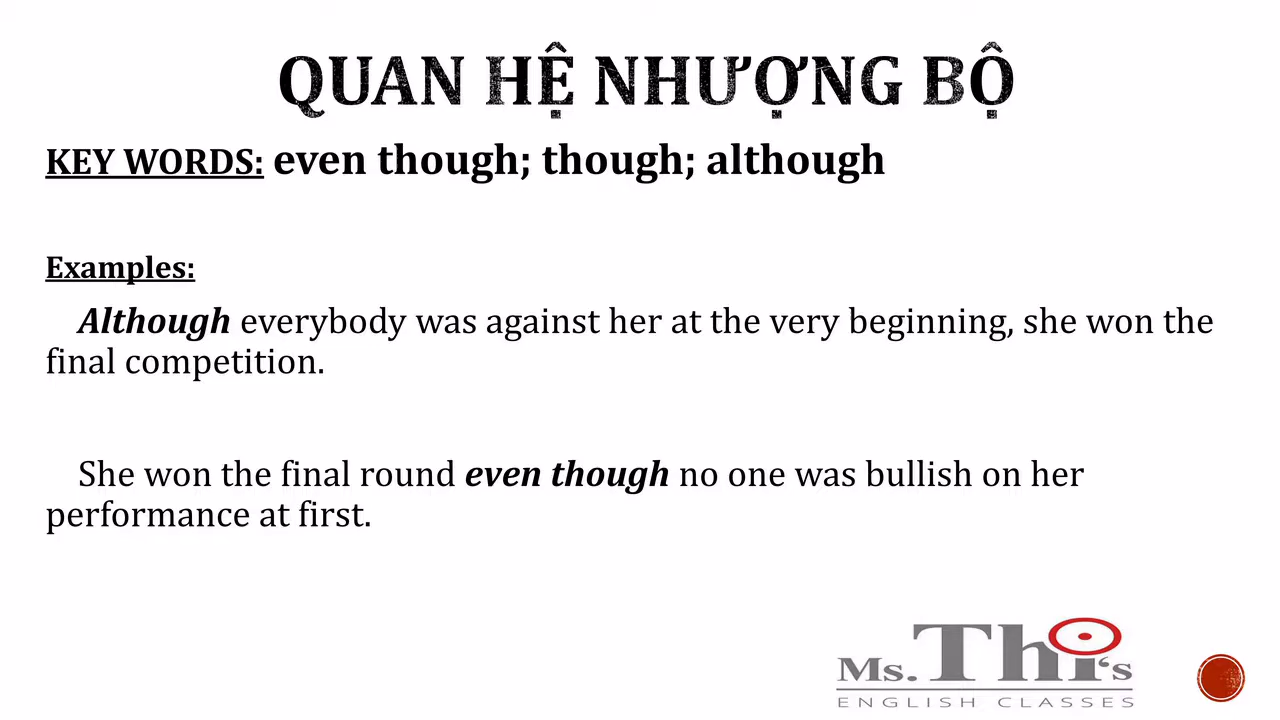 QUAN HỆ NHƯỢNG BỘ
KEY WORDS: even though; though; although
Examples:
Although everybody was against her at the very beginning, she won the
final competition.
She won the final round even though no one was bullish on her
performance at first.
Ms. Thi‘s
ENGLISH CLASSES